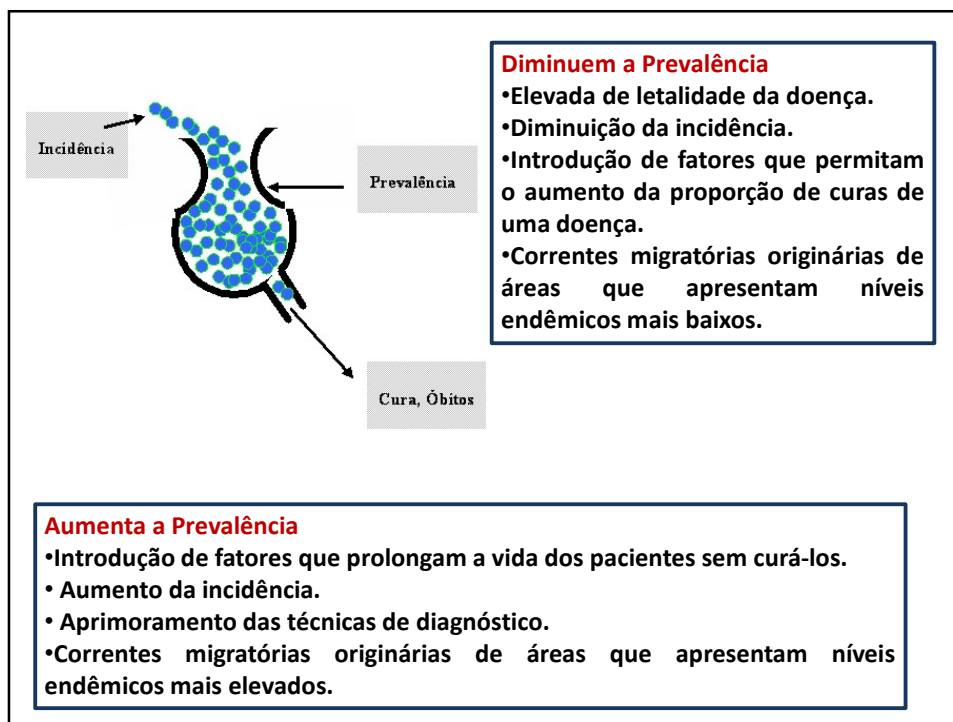 Incidência
Prevalência
Cura, Óbitos
Diminuem a Prevalência
•Elevada de letalidade da doença.
•Diminuição da incidência.
•Introdução de fatores que permitam
o aumento da proporção de curas de
uma doença.
•Correntes migratórias originárias de
áreas que apresentam níveis
endêmicos mais baixos.
Aumenta a Prevalência
•Introdução de fatores que prolongam a vida dos pacientes sem curá-los.
• Aumento da incidência.
• Aprimoramento das técnicas de diagnóstico.
•Correntes migratórias originárias de áreas que apresentam níveis
endêmicos mais elevados.